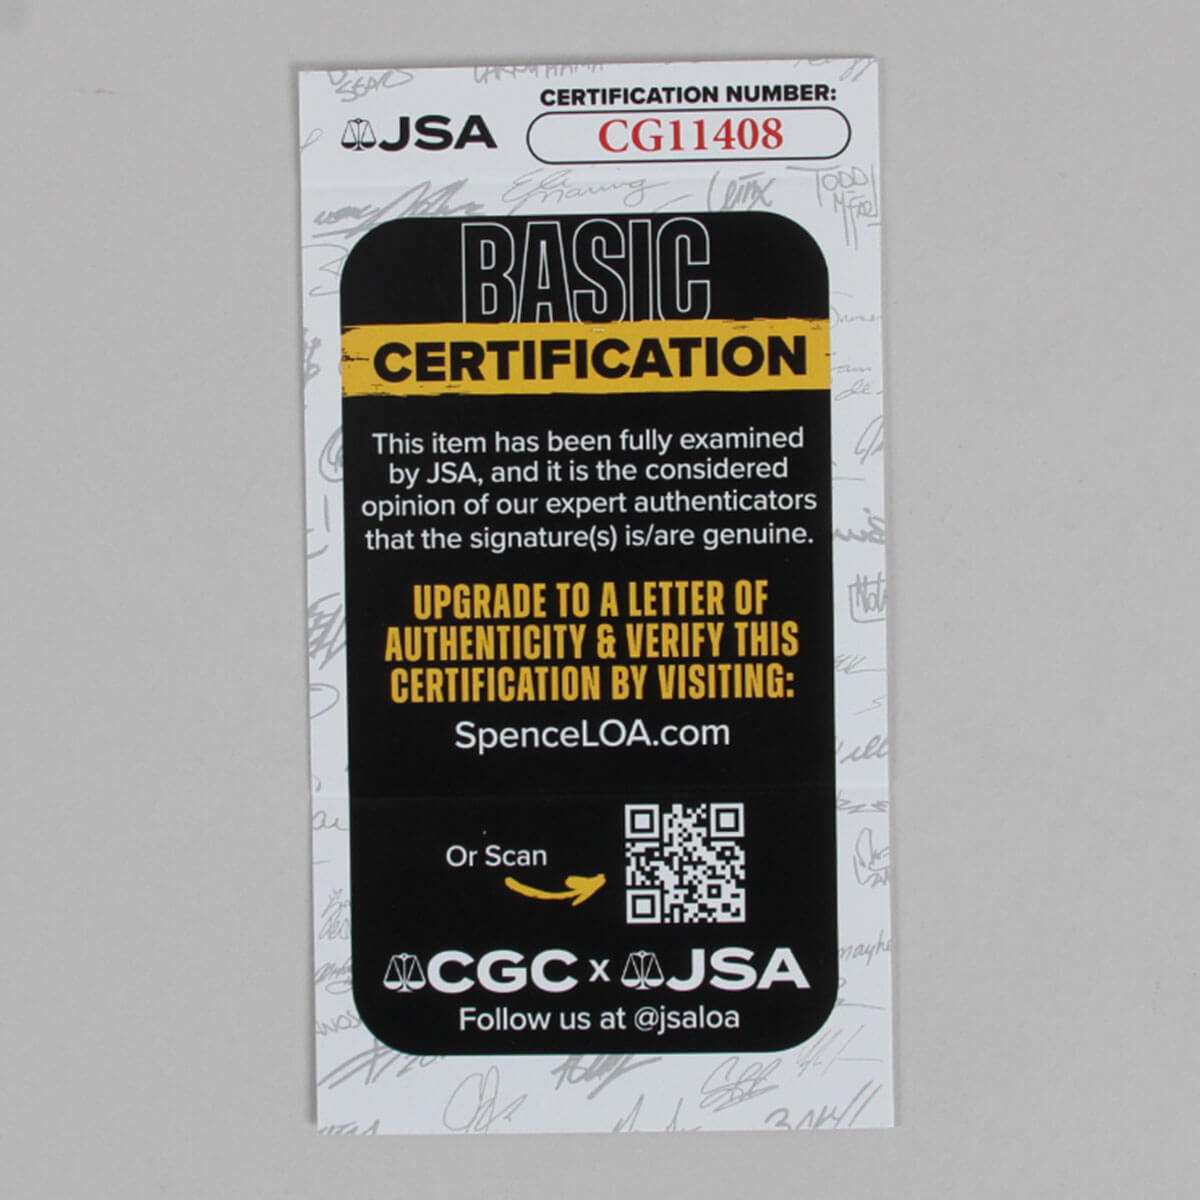 JSA
CERTIFICATION NUMBER:
CG11408
BASIC
CERTIFICATION
This item has been fully examined
by JSA, and it is the considered
opinion of our expert authenticators
that the signature(s) is/are genuine.
UPGRADE TO A LETTER OF
AUTHENTICITY & VERIFY THIS
CERTIFICATION BY VISITING:
SpenceLOA.com
Or Scan
CGC x JSA
Follow us at @jsaloa